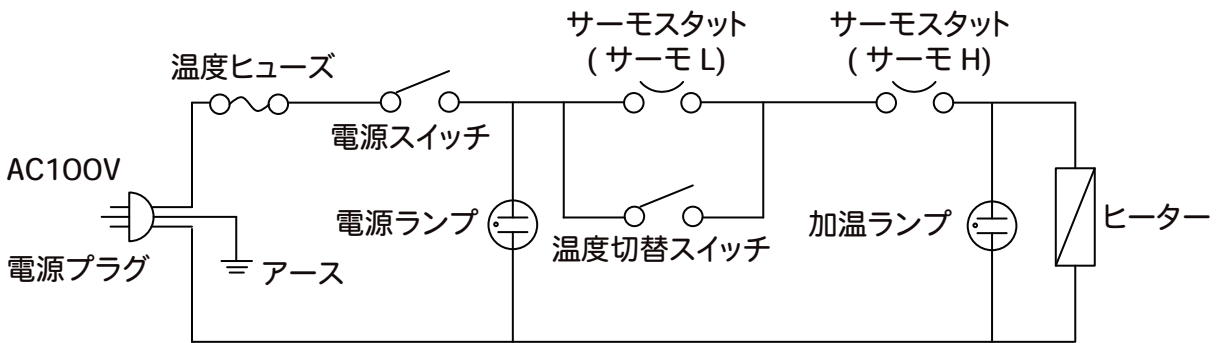 サーモスタット
( サーモ L)
サーモスタット
( サーモ H)
温度ヒューズ
電源スイッチ
AC100V
電源ランプ
加温ランプ
ヒーター
温度切替スイッチ
電源プラグ
アース